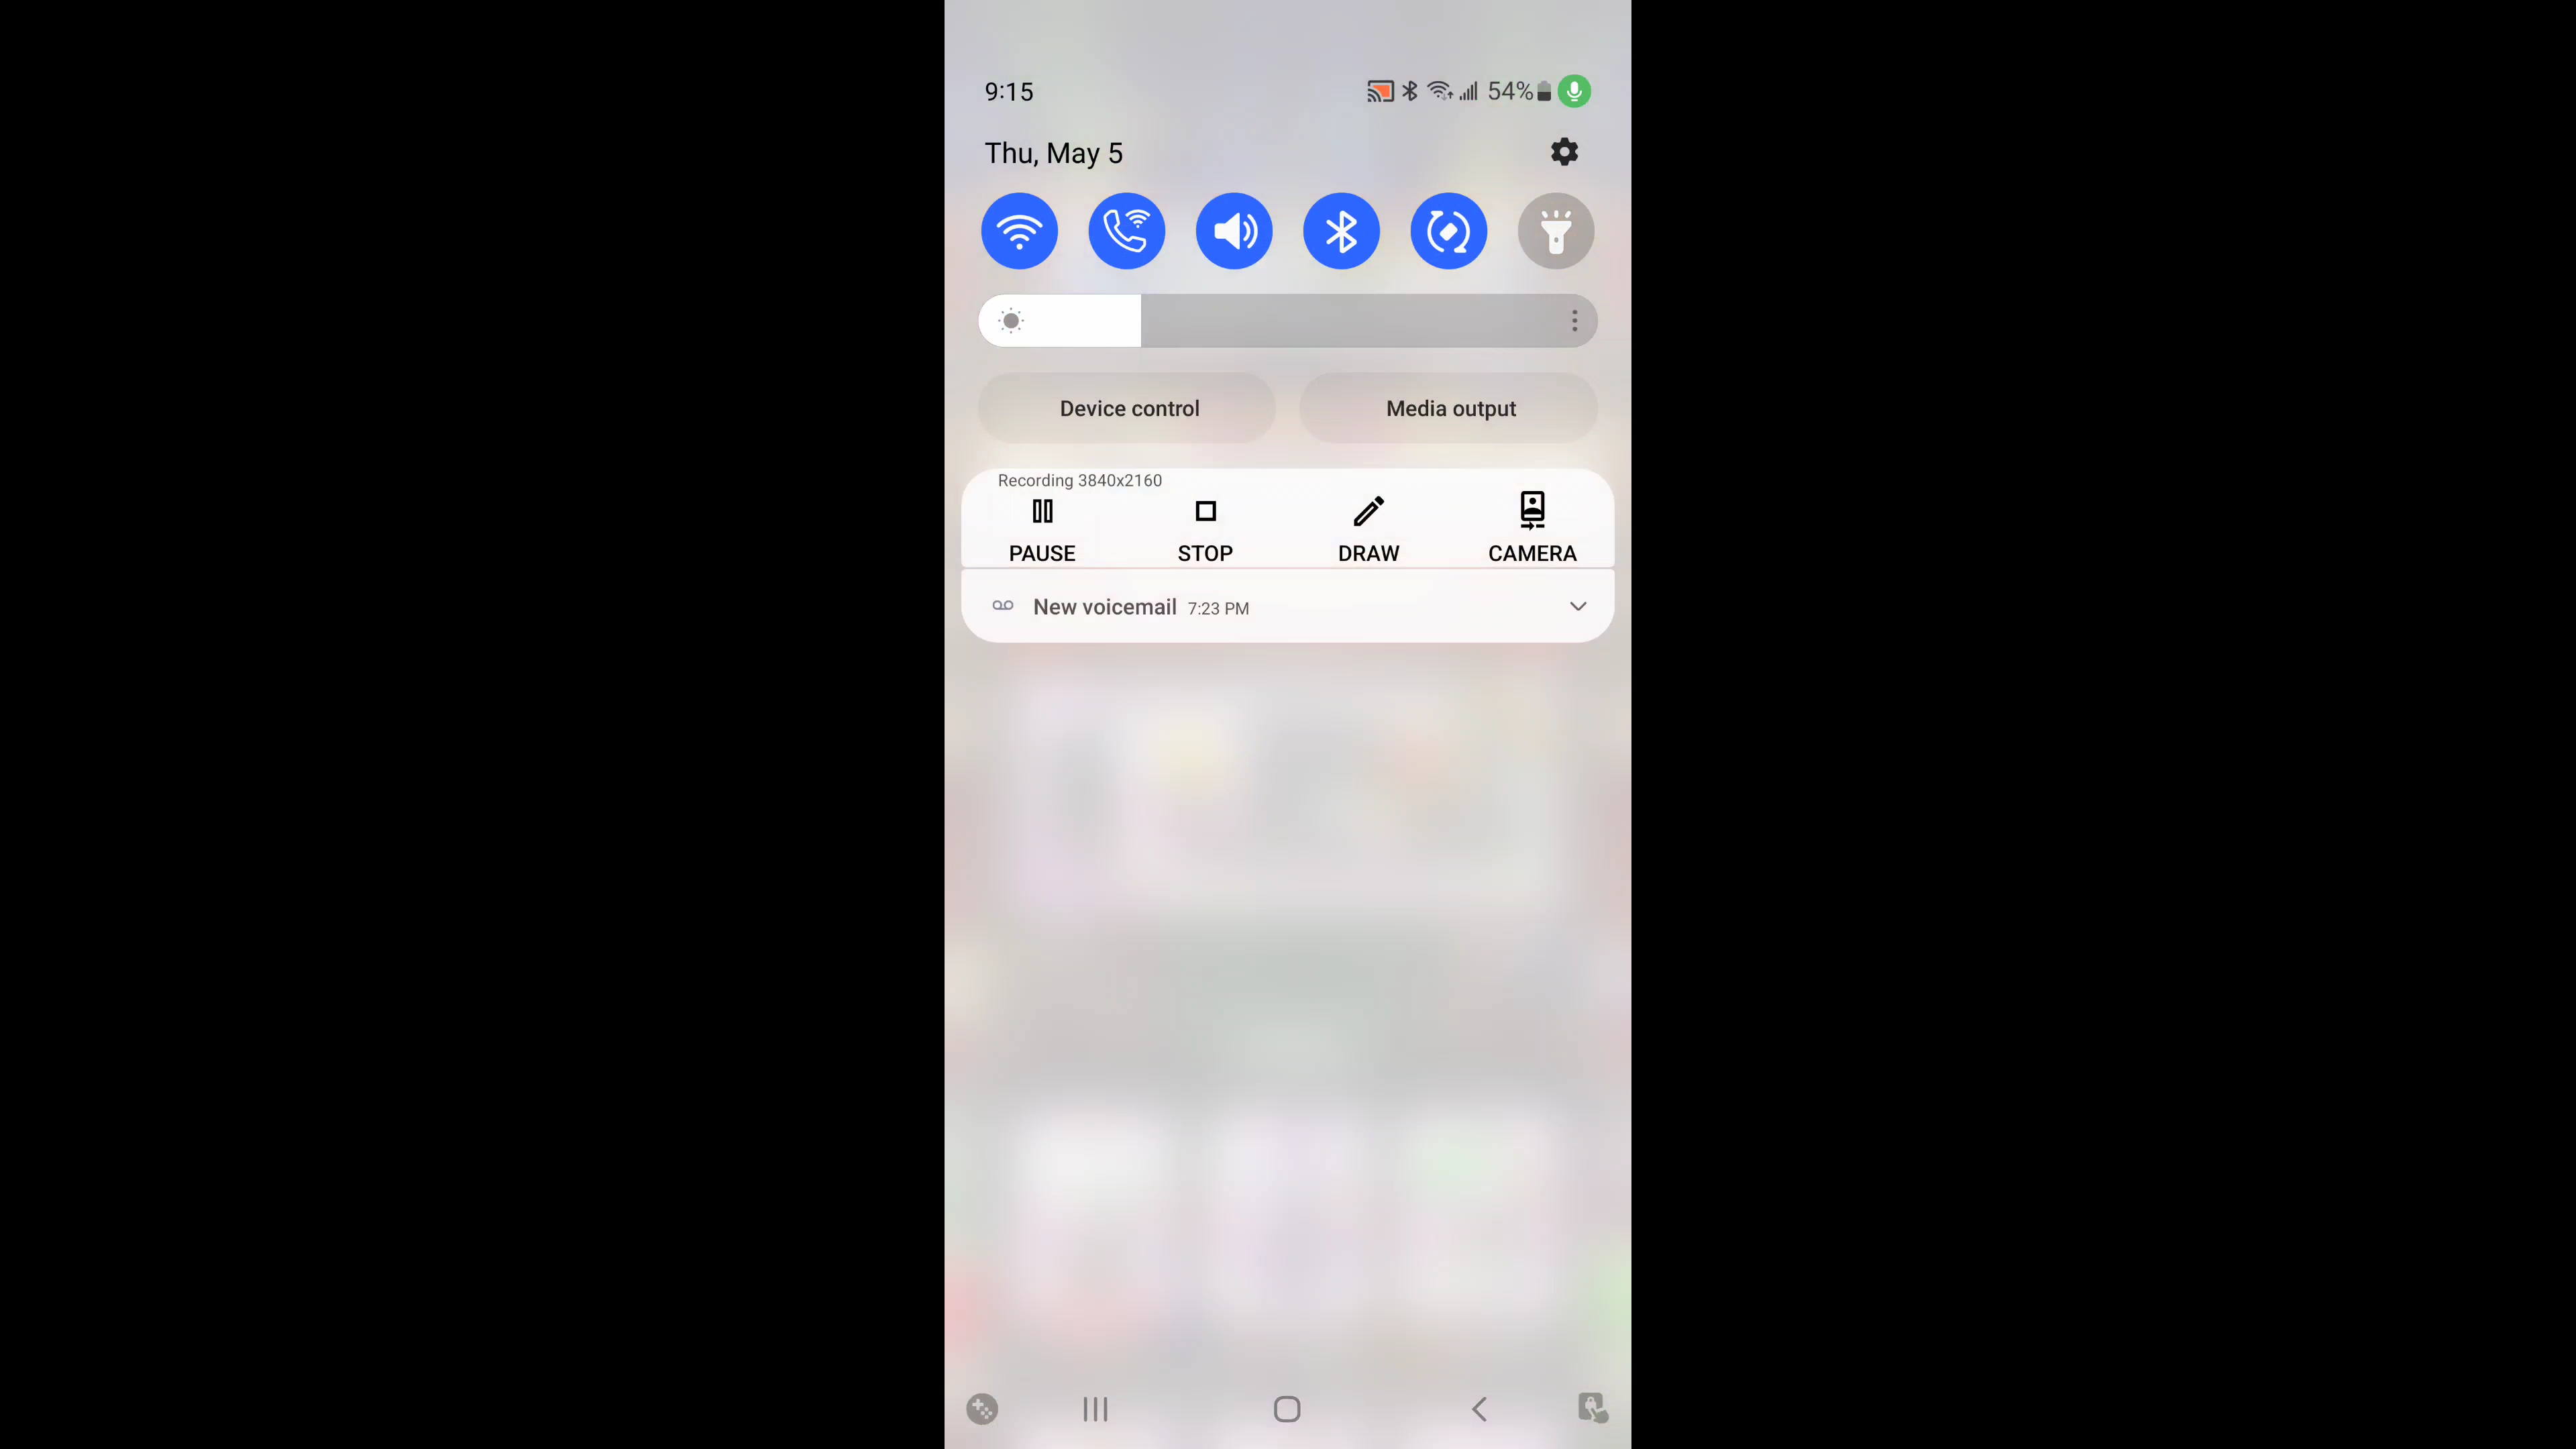 9:15 54%
Thu, May 5
Device control Media output
Recording 3840x2160
PAUSE STOP DRAW CAMERA
New voicemail 7:23 PM